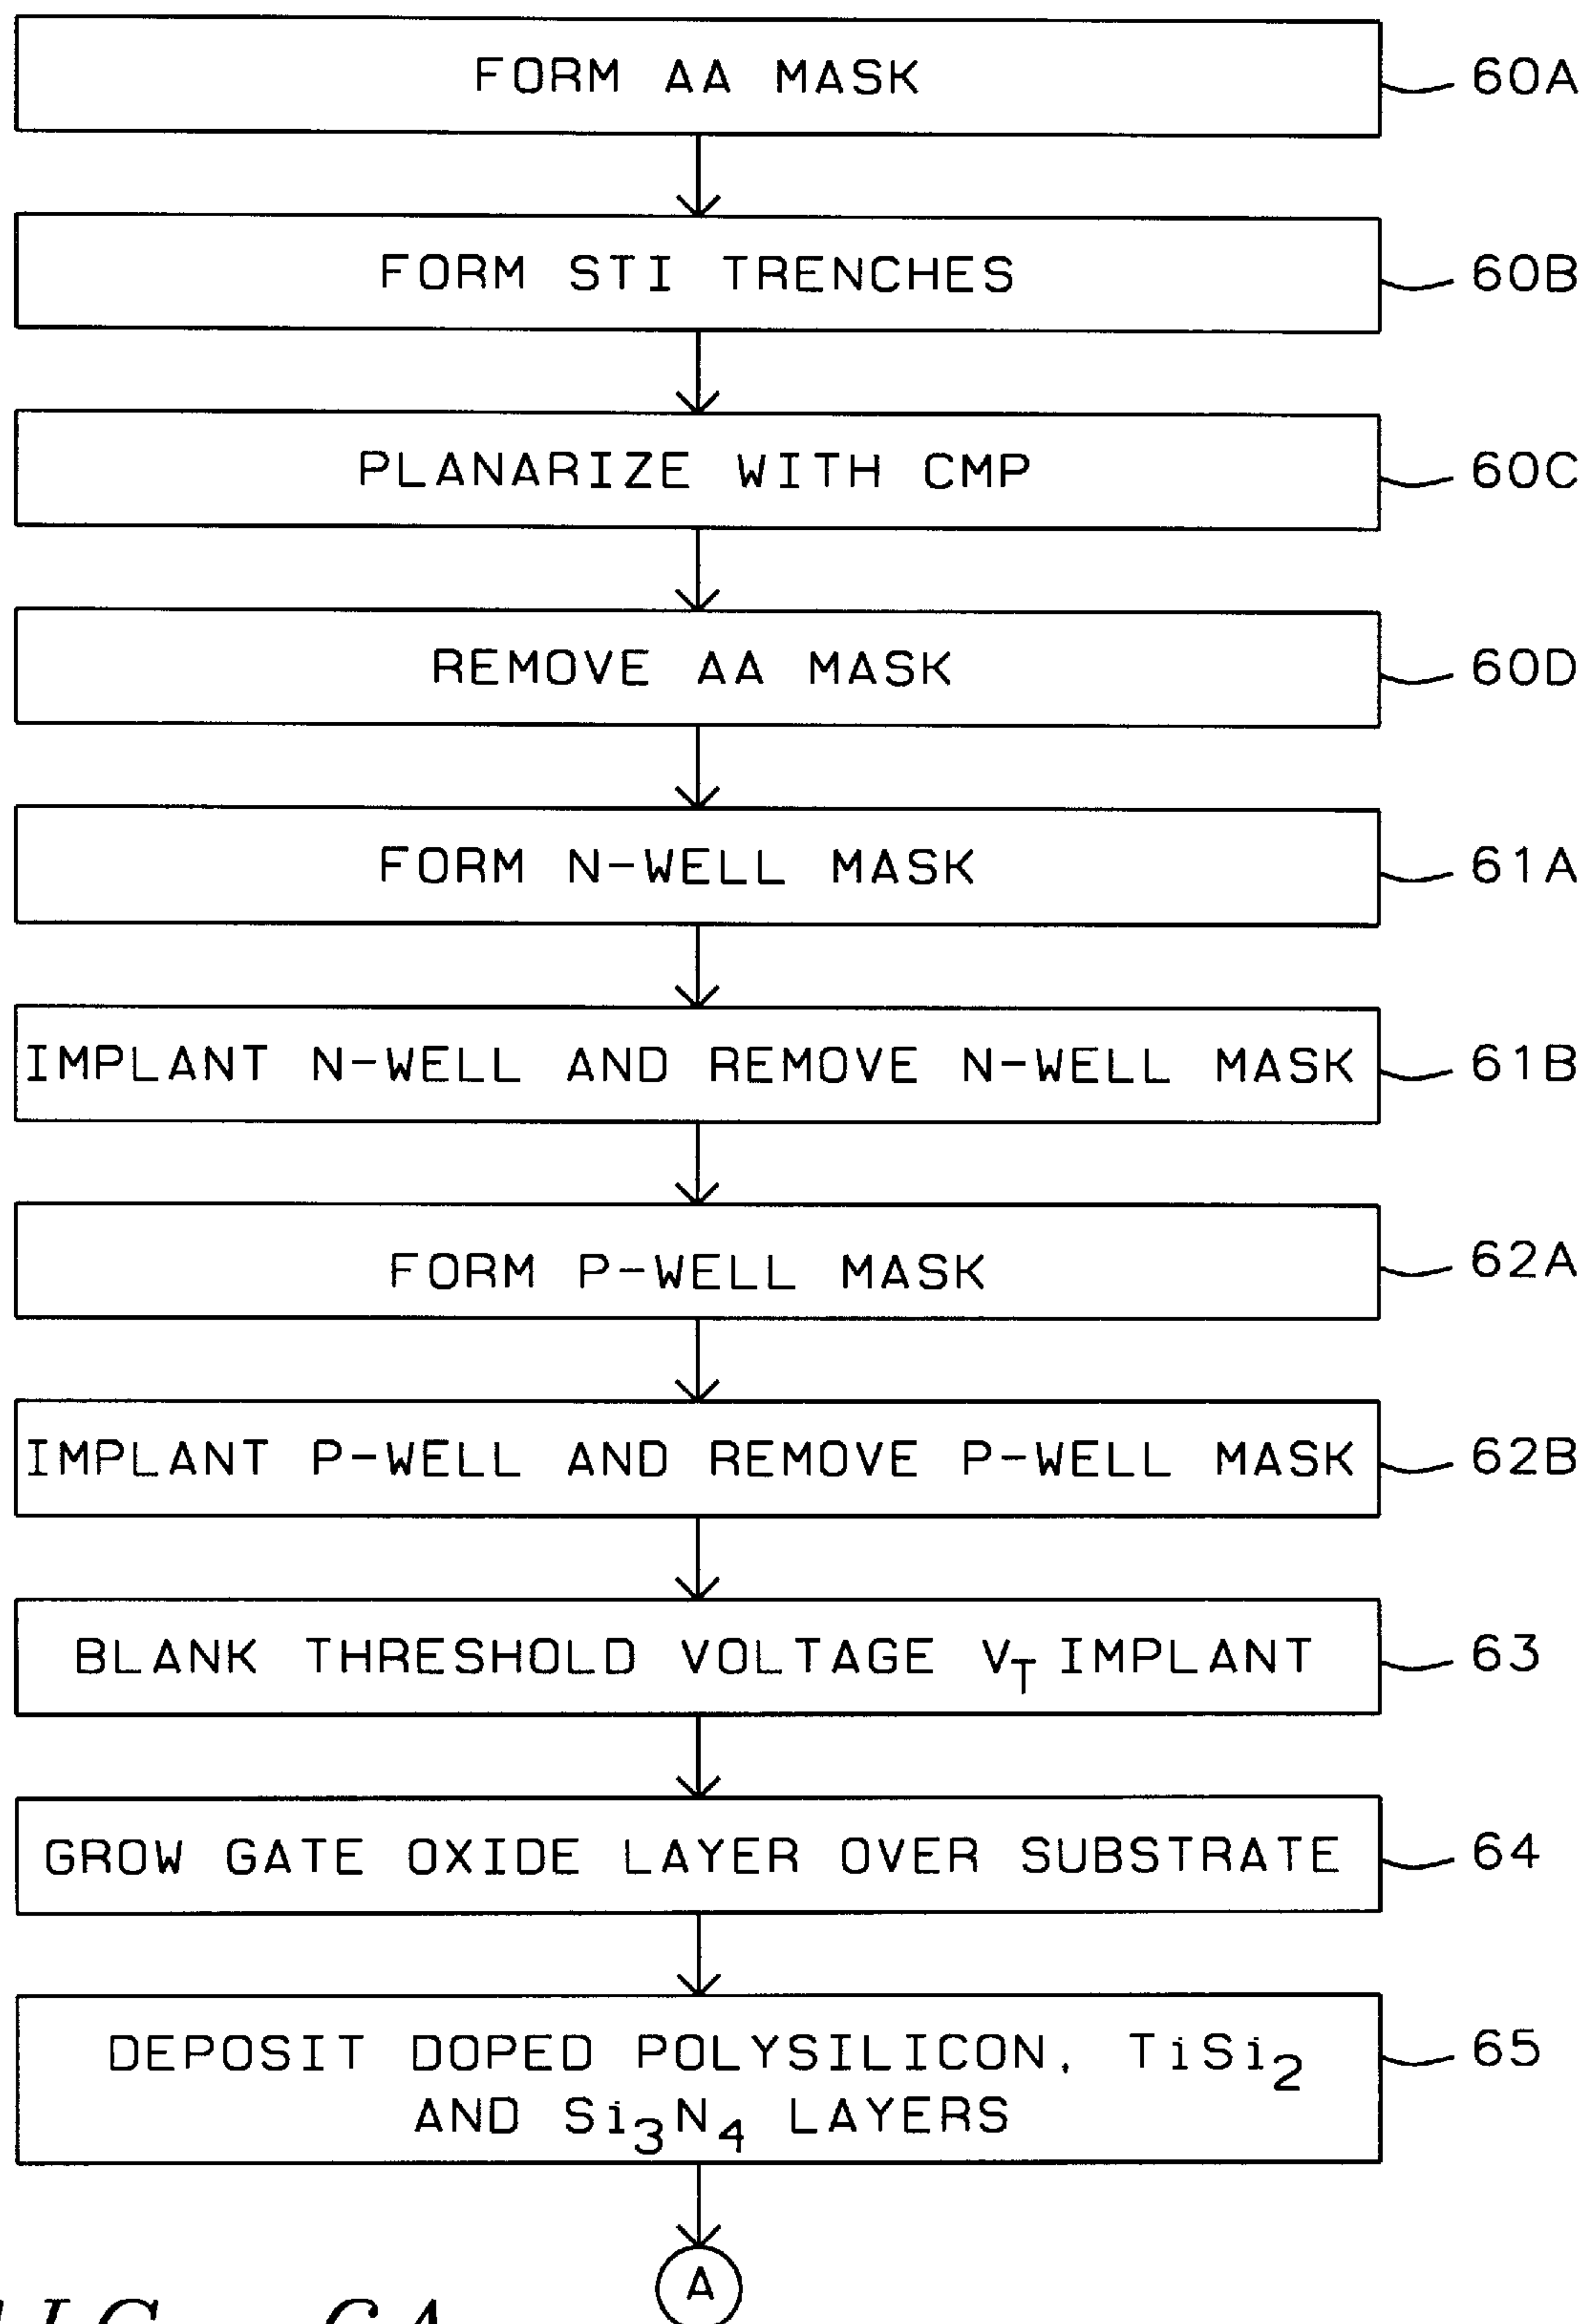 FORM AA MASK 60A
FORM STI TRENCHES 60B
PLANARIZE WITH CMP 60C
REMOVE AA MASK 60D
FORM N-WELL MASK 61A
IMPLANT N-WELL AND REMOVE N-WELL MASK 61B
FORM P-WELL MASK 62A
IMPLANT P-WELL AND REMOVE P-WELL MASK 62B
BLANK THRESHOLD VOLTAGE V_T IMPLANT 63
GROW GATE OXIDE LAYER OVER SUBSTRATE 64
DEPOSIT DOPED POLYSILICON, TiSi₂ 65
AND Si₃N₄ LAYERS
A